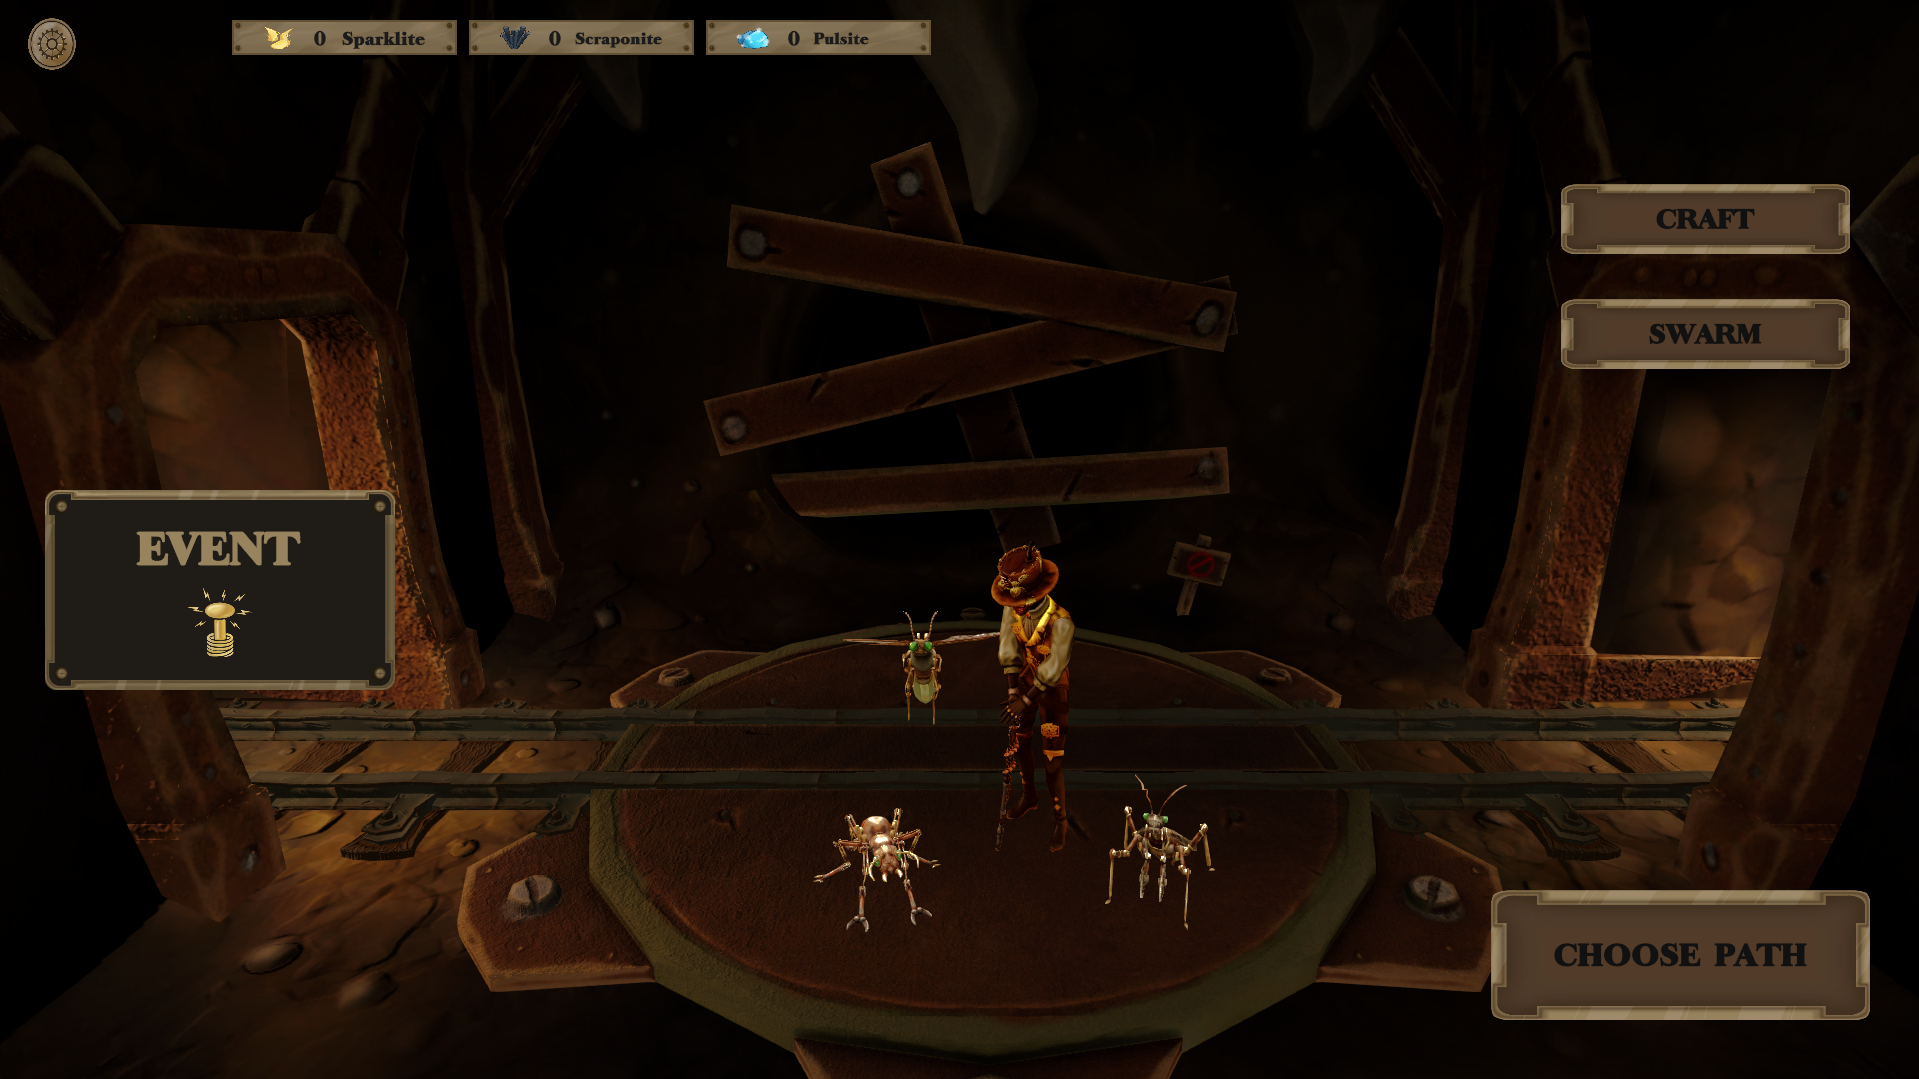 0 Sparklite
0 Scraponite
0 Pulsite
CRAFT
SWARM
EVENT
CHOOSE PATH